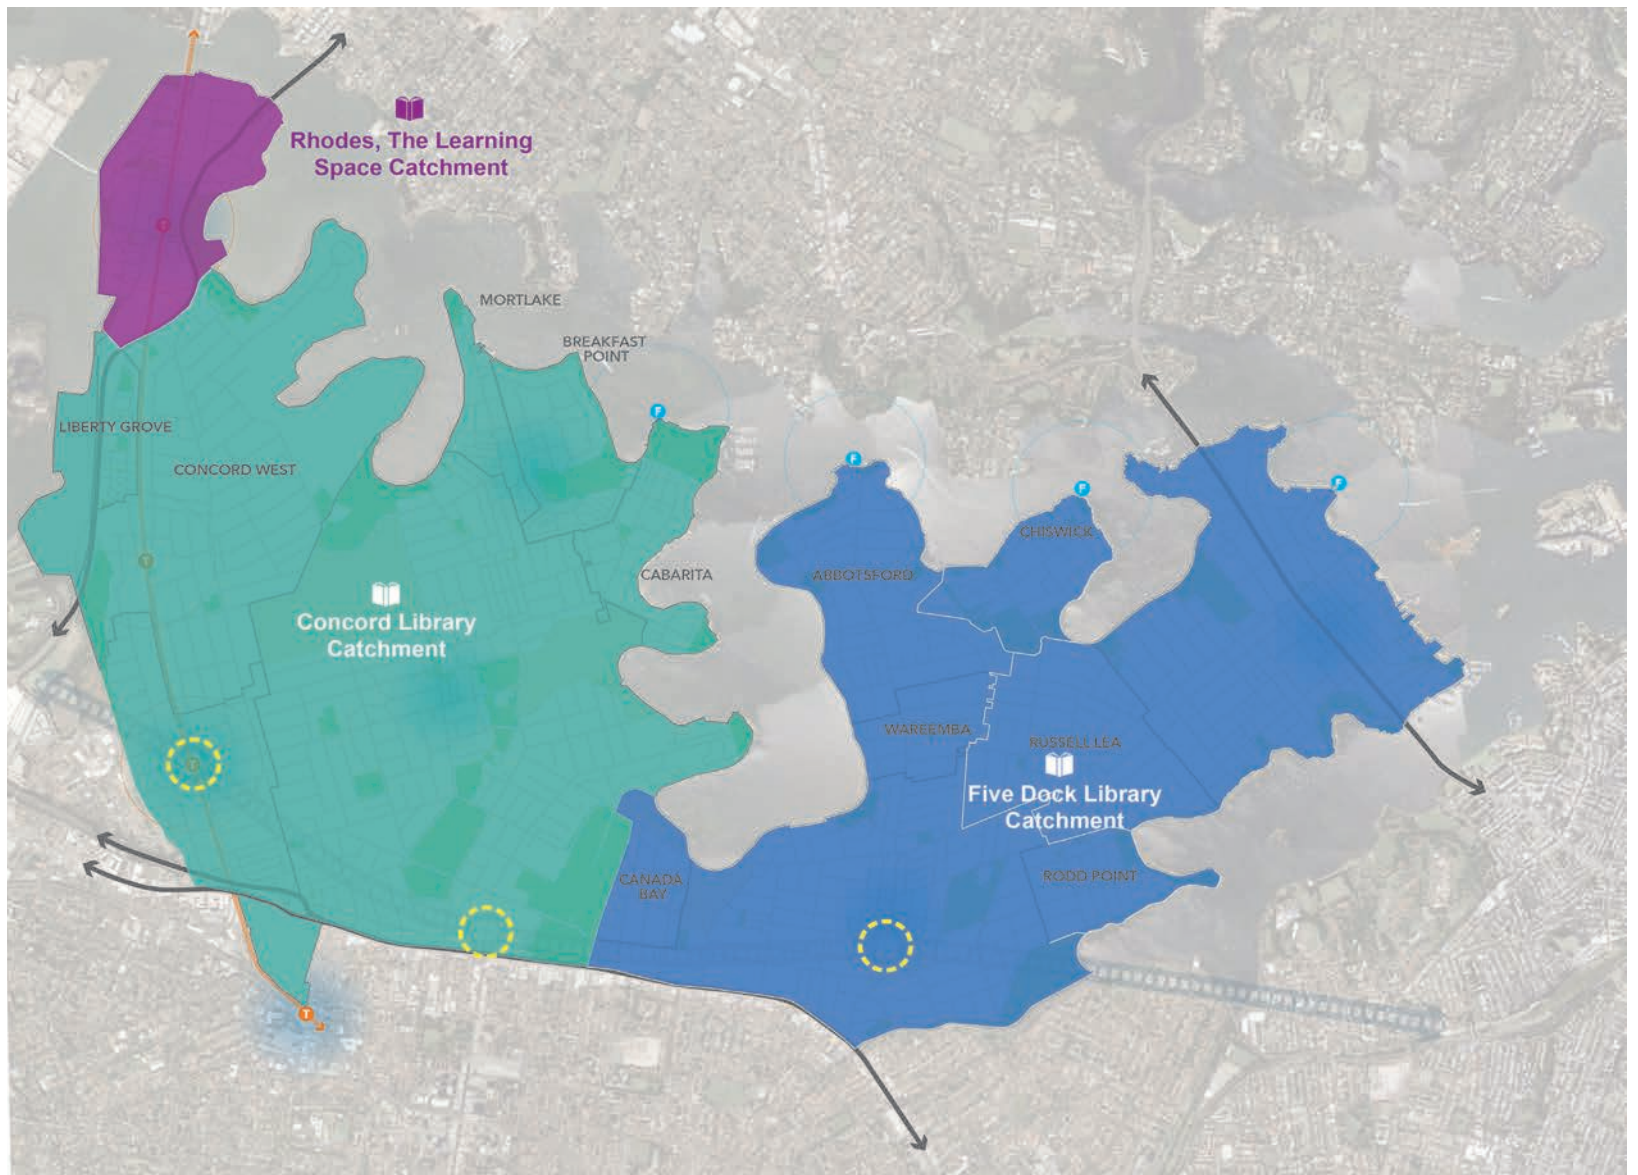 Rhodes, The Learning
Space Catchment
MORTLAKE
BREAKFAST
POINT
F
LIBERTY GROVE
CONCORD WEST
F
F
F
CHISWICK
CABARITA
ABBOTSFORD
Concord Library
Catchment
WAREEMBA
RUSSELL LEA
Five Dock Library
Catchment
CANADA
BAY
RODD POINT
T
T
T
T